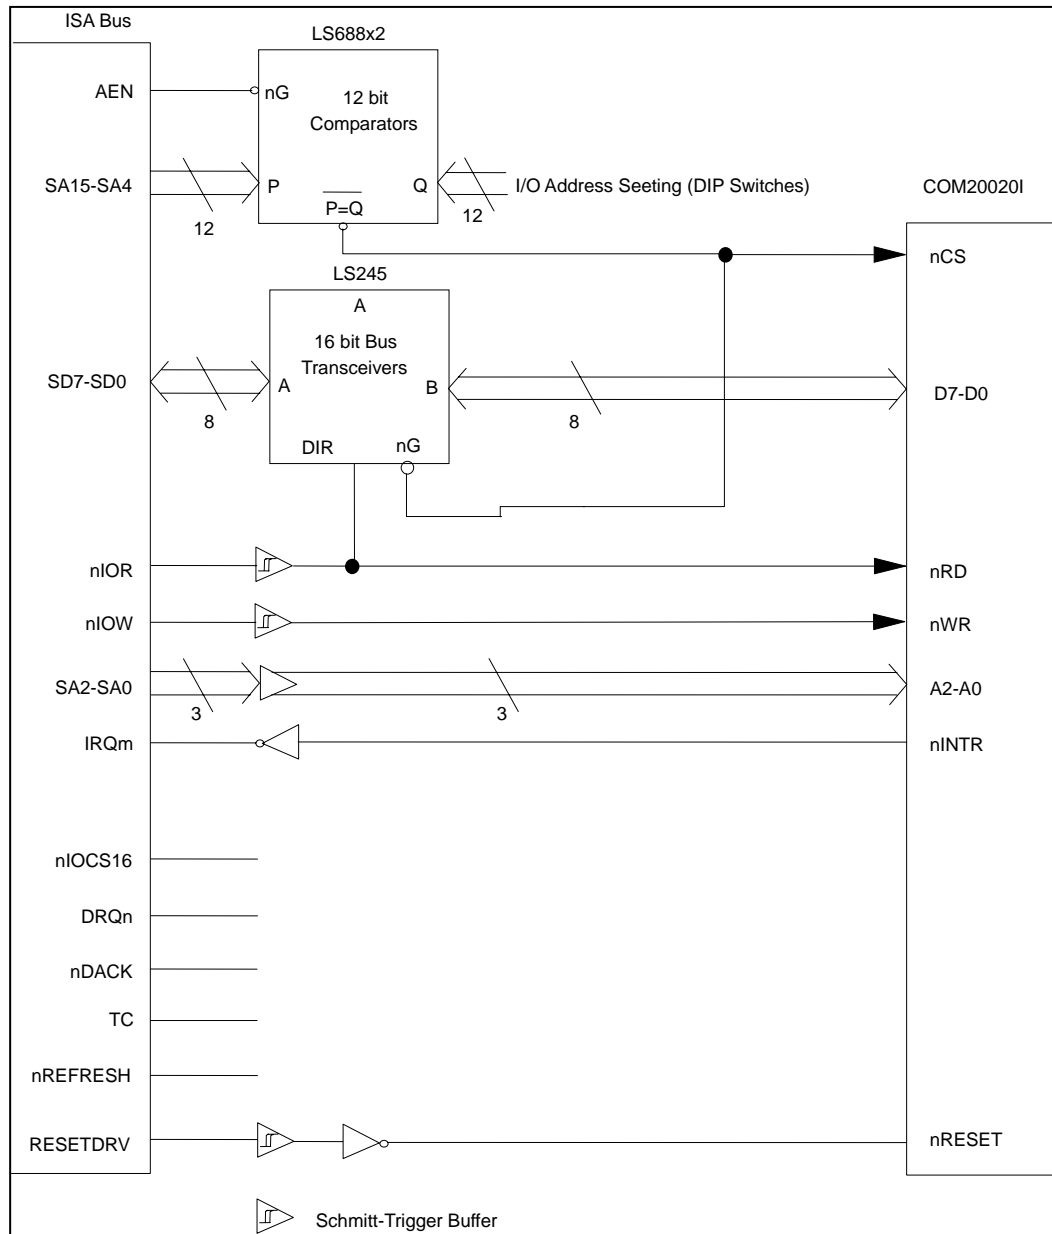 ISA Bus
LS688x2
AEN
nG
12 bit
Comparators
SA15-SA4
P
Q
I/O Address Seeting (DIP Switches)
COM20020I
12
P=Q
12
nCS
LS245
A
16 bit Bus
Transceivers
SD7-SD0
A
B
D7-D0
8
8
DIR
nG
nIOR
nRD
nIOW
nWR
SA2-SA0
A2-A0
3
3
IRQm
nINTR
nIOCS16
DRQn
nDACK
TC
nREFRESH
RESETDRV
nRESET
Schmitt-Trigger Buffer